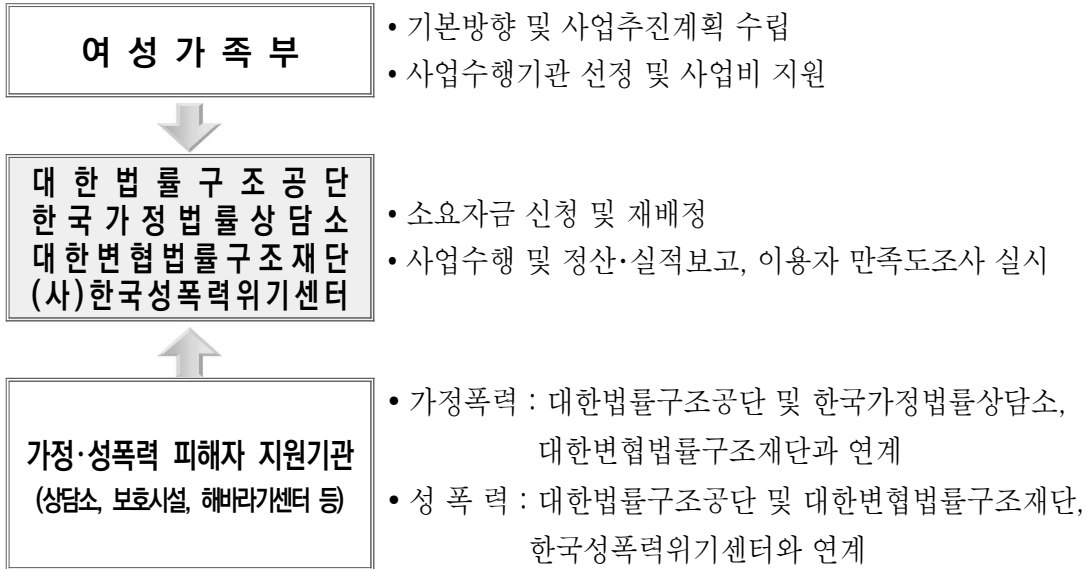 여 성 가 족 부
• 기본방향 및 사업추진계획 수립
• 사업수행기관 선정 및 사업비 지원
대 한 법 률 구 조 공 단
한 국 가 정 법 률 상 담 소
대 한 변 협 법 률 구 조 재 단
(사)한국성폭력위기센터
• 소요자금 신청 및 재배정
• 사업수행 및 정산·실적보고, 이용자 만족도조사 실시
가정·성폭력 피해자 지원기관
(상담소, 보호시설, 해바라기센터 등)
• 가정폭력 : 대한법률구조공단 및 한국가정법률상담소,
대한변협법률구조재단과 연계
• 성 폭 력 : 대한법률구조공단 및 대한변협법률구조재단,
한국성폭력위기센터와 연계